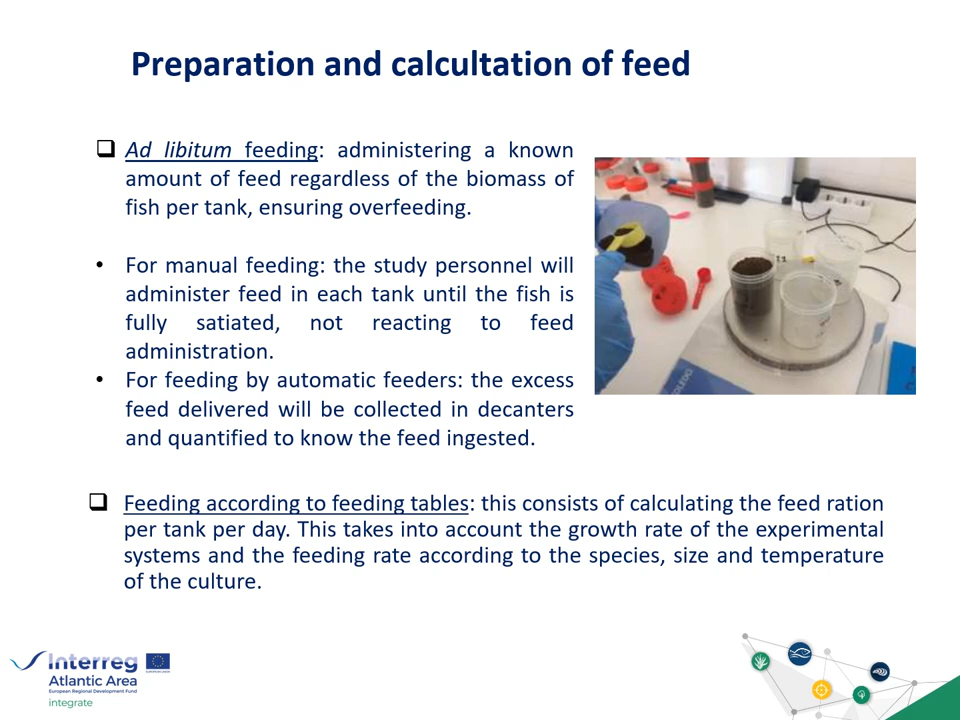 Preparation and calcultation of feed
Ad libitum feeding: administering a known
amount of feed regardless of the biomass of
fish per tank, ensuring overfeeding.
• For manual feeding: the study personnel will
administer feed in each tank until the fish is
fully satiated, not reacting to feed
administration.
• For feeding by automatic feeders: the excess
feed delivered will be collected in decanters
and quantified to know the feed ingested.
Feeding according to feeding tables: this consists of calculating the feed ration
per tank per day. This takes into account the growth rate of the experimental
systems and the feeding rate according to the species, size and temperature
of the culture.
Interreg
EUROPEAN UNION
Atlantic Area
European Regional Development Fund
integrate